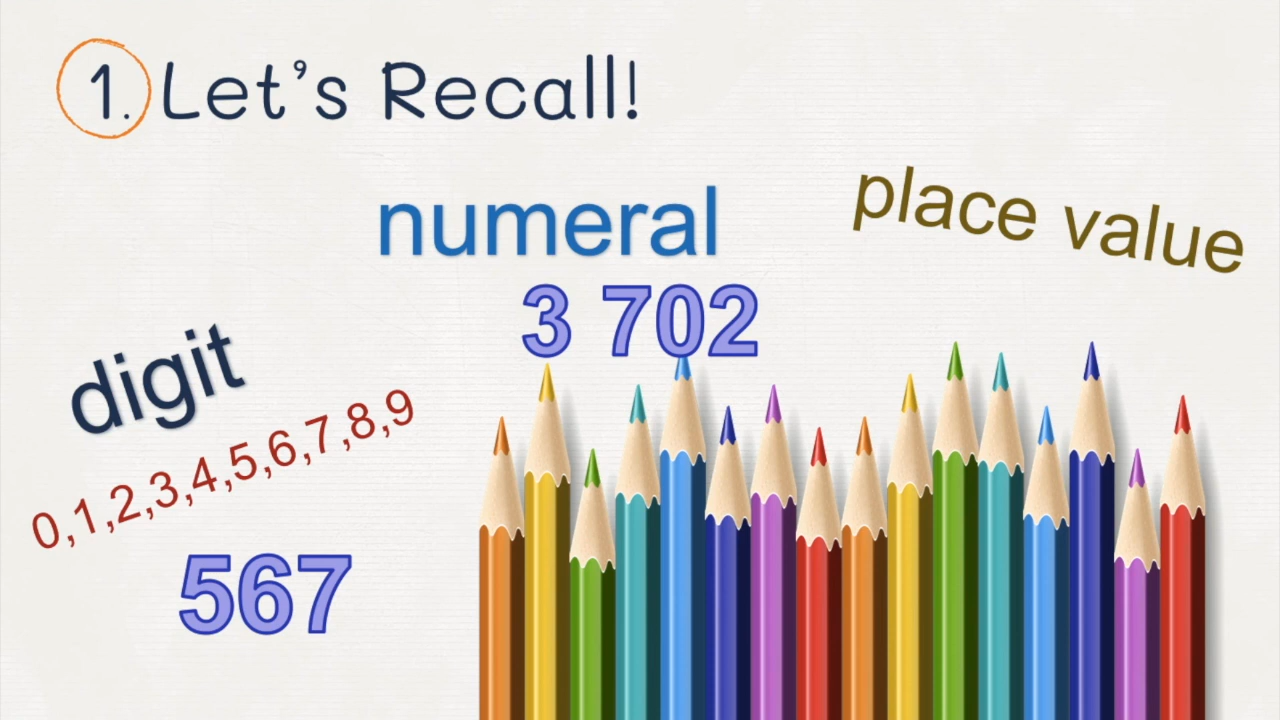 1. Let's Recall!
numeral
place value
3 702
digit
0,1,2,3,4,5,6,7,8,9
567